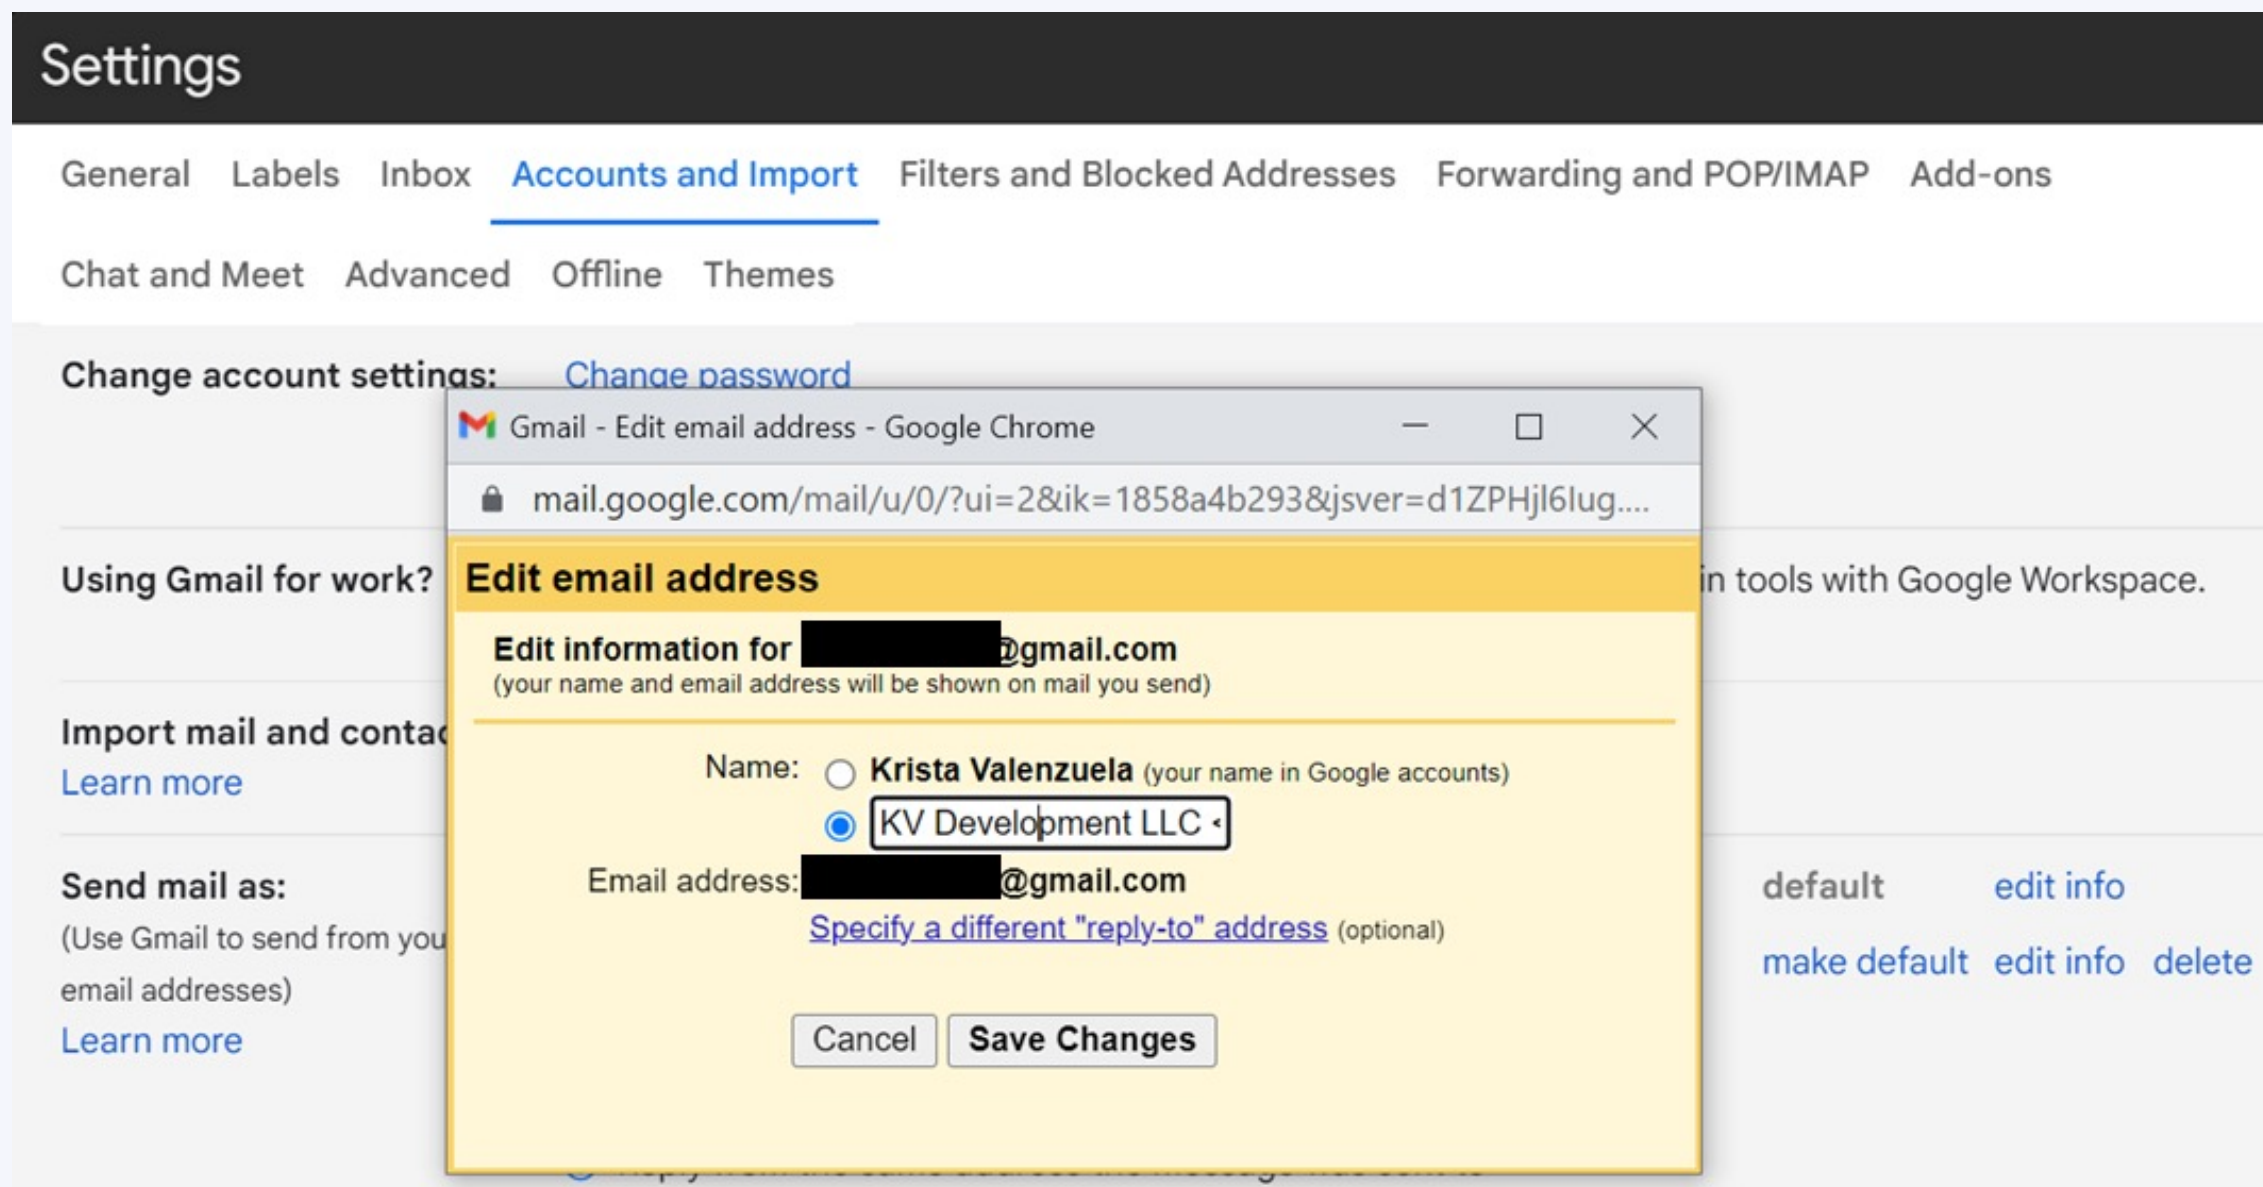 Settings
General Labels Inbox Accounts and Import Filters and Blocked Addresses Forwarding and POP/IMAP Add-ons
Chat and Meet Advanced Offline Themes
Change account settings: Change password
Gmail - Edit email address - Google Chrome
mail.google.com/mail/u/0/?ui=2&ik=1858a4b293&jsver=d1ZPHjl6Iug....
Using Gmail for work?
in tools with Google Workspace.
Edit email address
Edit information for @gmail.com
(your name and email address will be shown on mail you send)
Import mail and contac
Learn more
Name: Krista Valenzuela (your name in Google accounts)
KV Development LLC <
Email address: @gmail.com
Specify a different "reply-to" address (optional)
Cancel Save Changes
Send mail as:
(Use Gmail to send from you
email addresses)
Learn more
default edit info
make default edit info delete